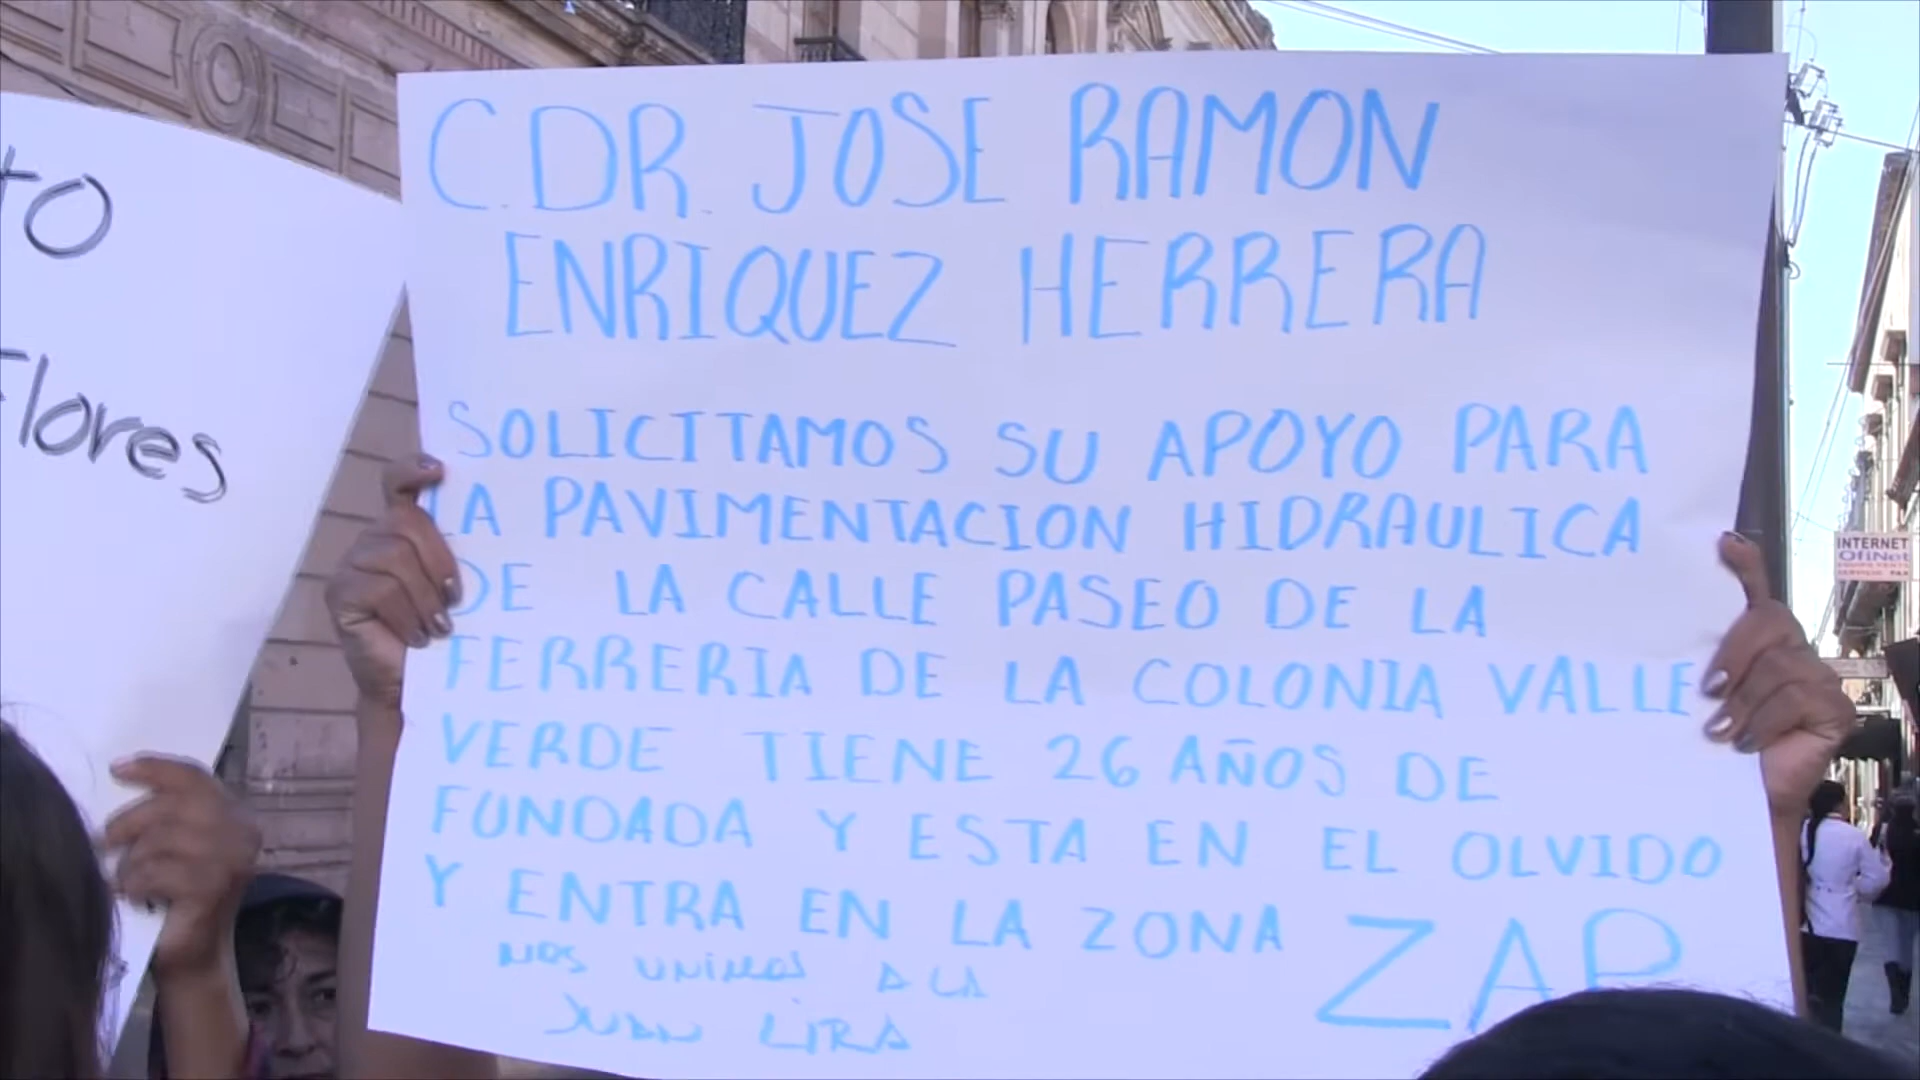 to
Flores
C.DR. JOSE RAMON
ENRIQUEZ HERRERA
SOLICITAMOS SU APOYO PARA
LA PAVIMENTACION HIDRAULICA
DE LA CALLE PASEO DE LA
FERRERIA DE LA COLONIA VALLE
VERDE TIENE 26 AÑOS DE
FUNDADA Y ESTA EN EL OLVIDO
Y ENTRA EN LA ZONA ZAP
NOS UNIMOS A LA
JUAN LIRA
INTERNET
OfiNet